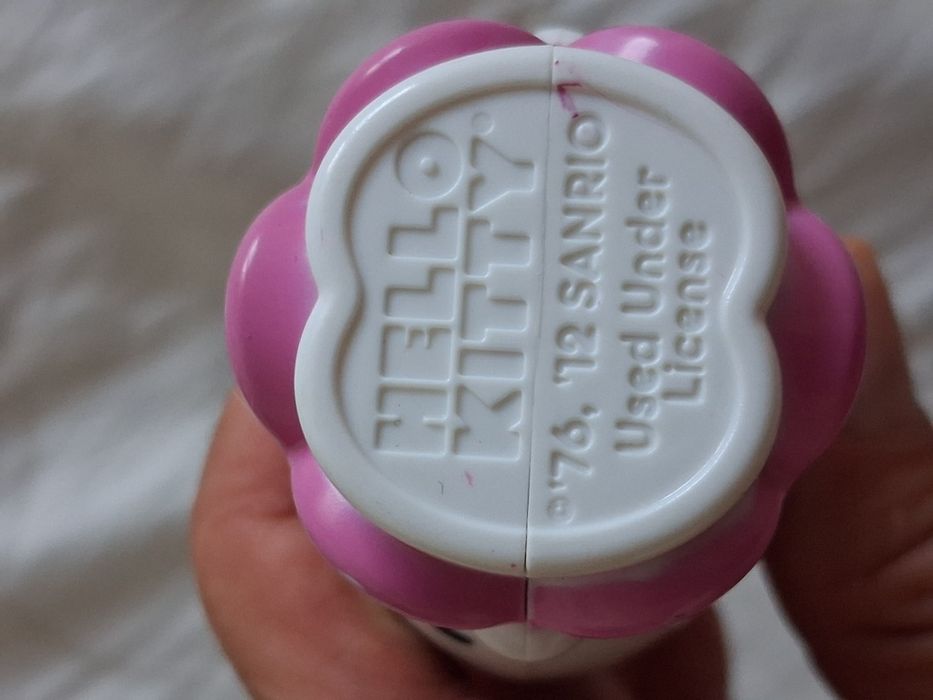 HELLO
KITTY®
©'76, '12 SANRIO
Used Under
License